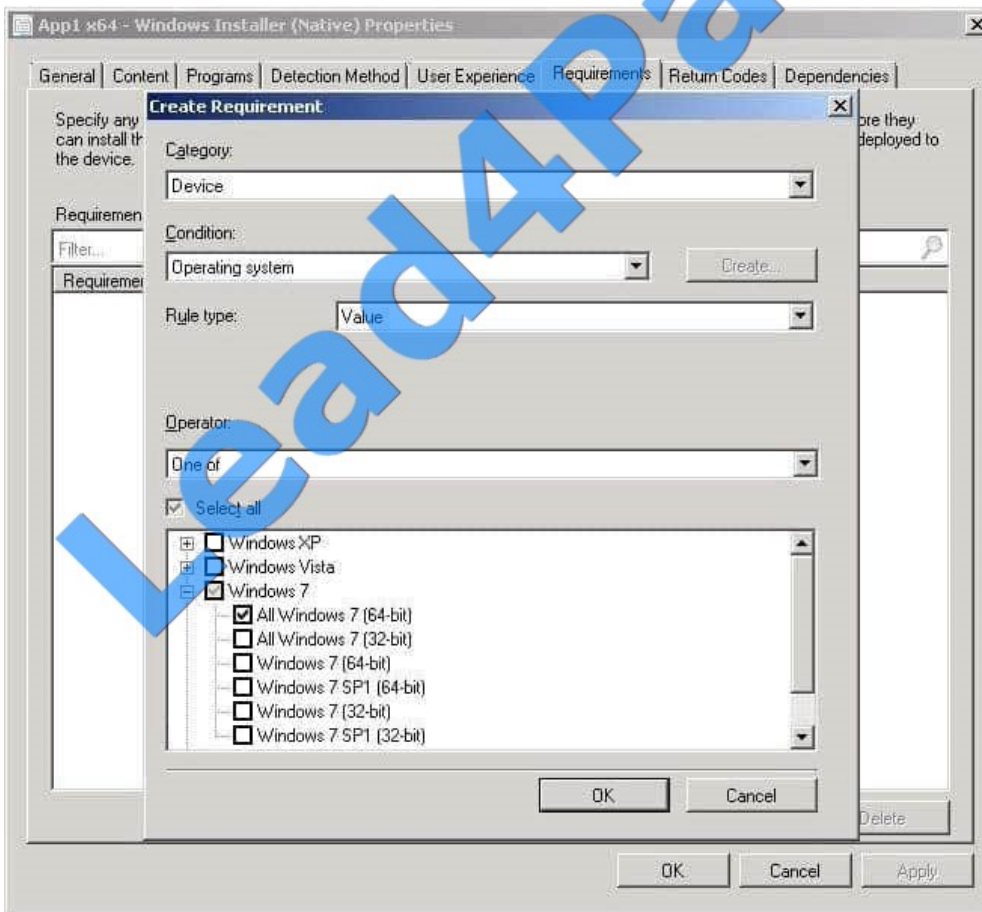 App1 x64 - Windows Installer (Native) Properties
General Content Programs Detection Method User Experience Requirements Return Codes Dependencies
Specify any
can install th
the device.
ore they
deployed to
Requiremen
Filter...
Requiremen
Create Requirement
Category:
Device
Condition:
Operating system
Create...
Rule type:
Value
Operator:
One of
Select all
Windows XP
Windows Vista
Windows 7
All Windows 7 (64-bit)
All Windows 7 (32-bit)
Windows 7 (64-bit)
Windows 7 SP1 (64-bit)
Windows 7 (32-bit)
Windows 7 SP1 (32-bit)
OK Cancel
Delete
OK Cancel Apply
Lead4Pa